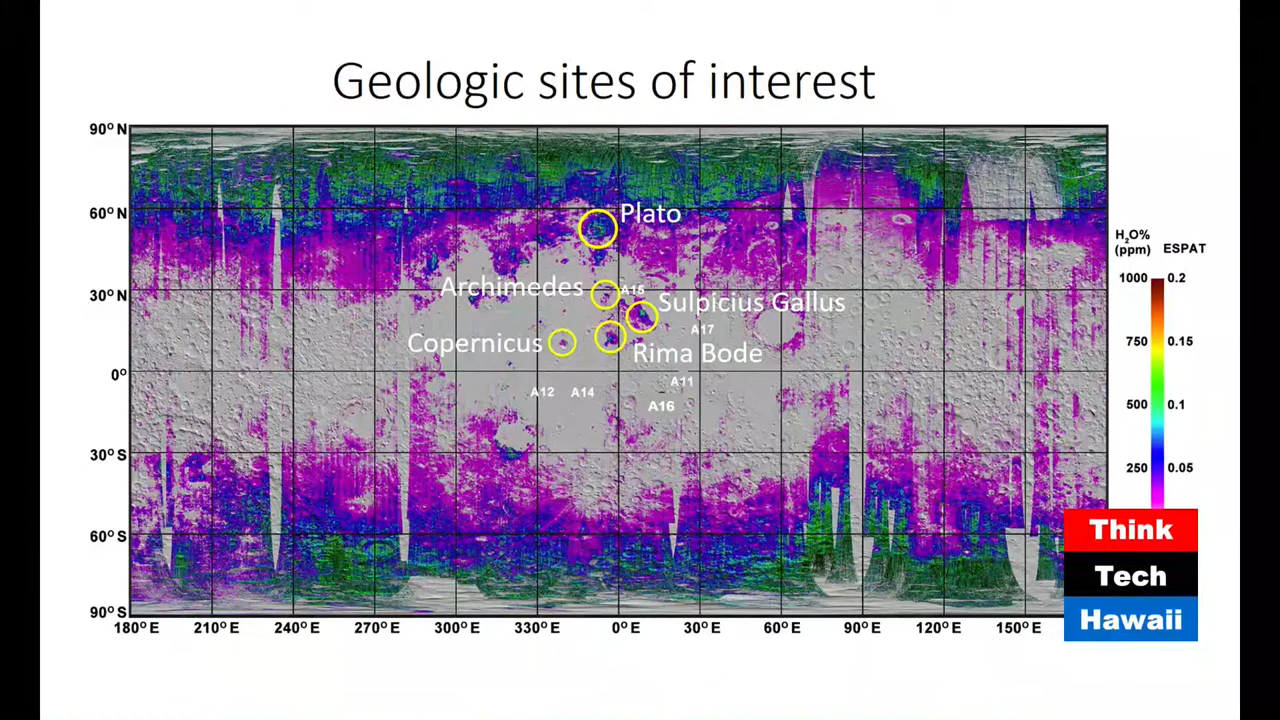 Geologic sites of interest
90° N
60° N
30° N
0°
30° S
60° S
90° S
180° E
210° E
240° E
270° E
300° E
330° E
0° E
30° E
60° E
90° E
120° E
150° E
Plato
Archimedes
A15
Sulpicius Gallus
A17
Copernicus
Rima Bode
A11
A12
A14
A16
H₂O%
(ppm)
ESPAT
1000
0.2
750
0.15
500
0.1
250
0.05
Think
Tech
Hawaii